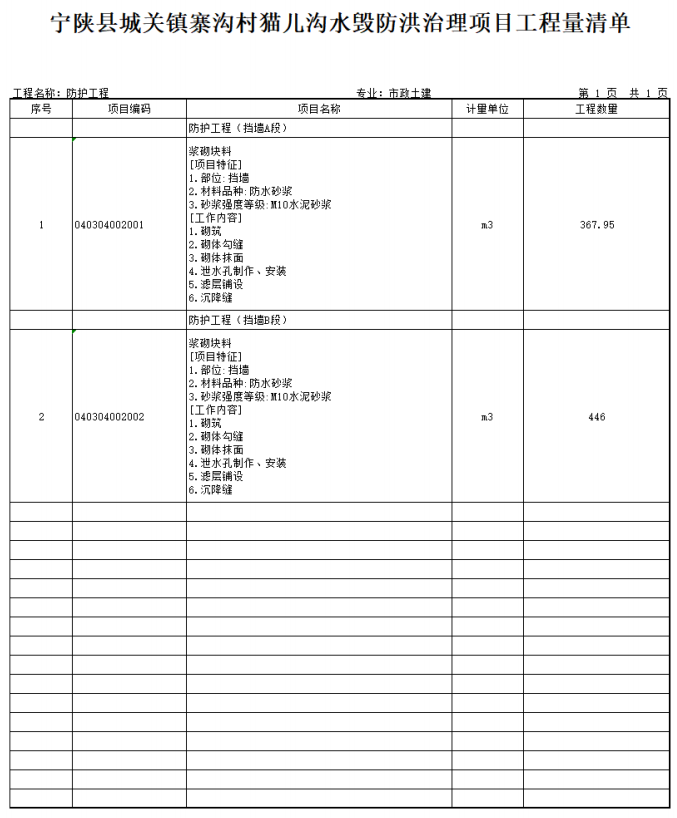 宁陕县城关镇寨沟村猫儿沟水毁防洪治理项目工程量清单
工程名称：防护工程 专业：市政土建 第 1 页 共 1 页
序号 项目编码 项目名称 计量单位 工程数量
防护工程（挡墙A段）
浆砌块料
[项目特征]
1.部位:挡墙
2.材料品种:防水砂浆
3.砂浆强度等级:M10水泥砂浆
[工作内容]
1 040304002001 m3 367.95
1.砌筑
2.砌体勾缝
3.砌体抹面
4.泄水孔制作、安装
5.滤层铺设
6.沉降缝
防护工程（挡墙B段）
浆砌块料
[项目特征]
1.部位:挡墙
2.材料品种:防水砂浆
3.砂浆强度等级:M10水泥砂浆
[工作内容]
2 040304002002 m3 446
1.砌筑
2.砌体勾缝
3.砌体抹面
4.泄水孔制作、安装
5.滤层铺设
6.沉降缝